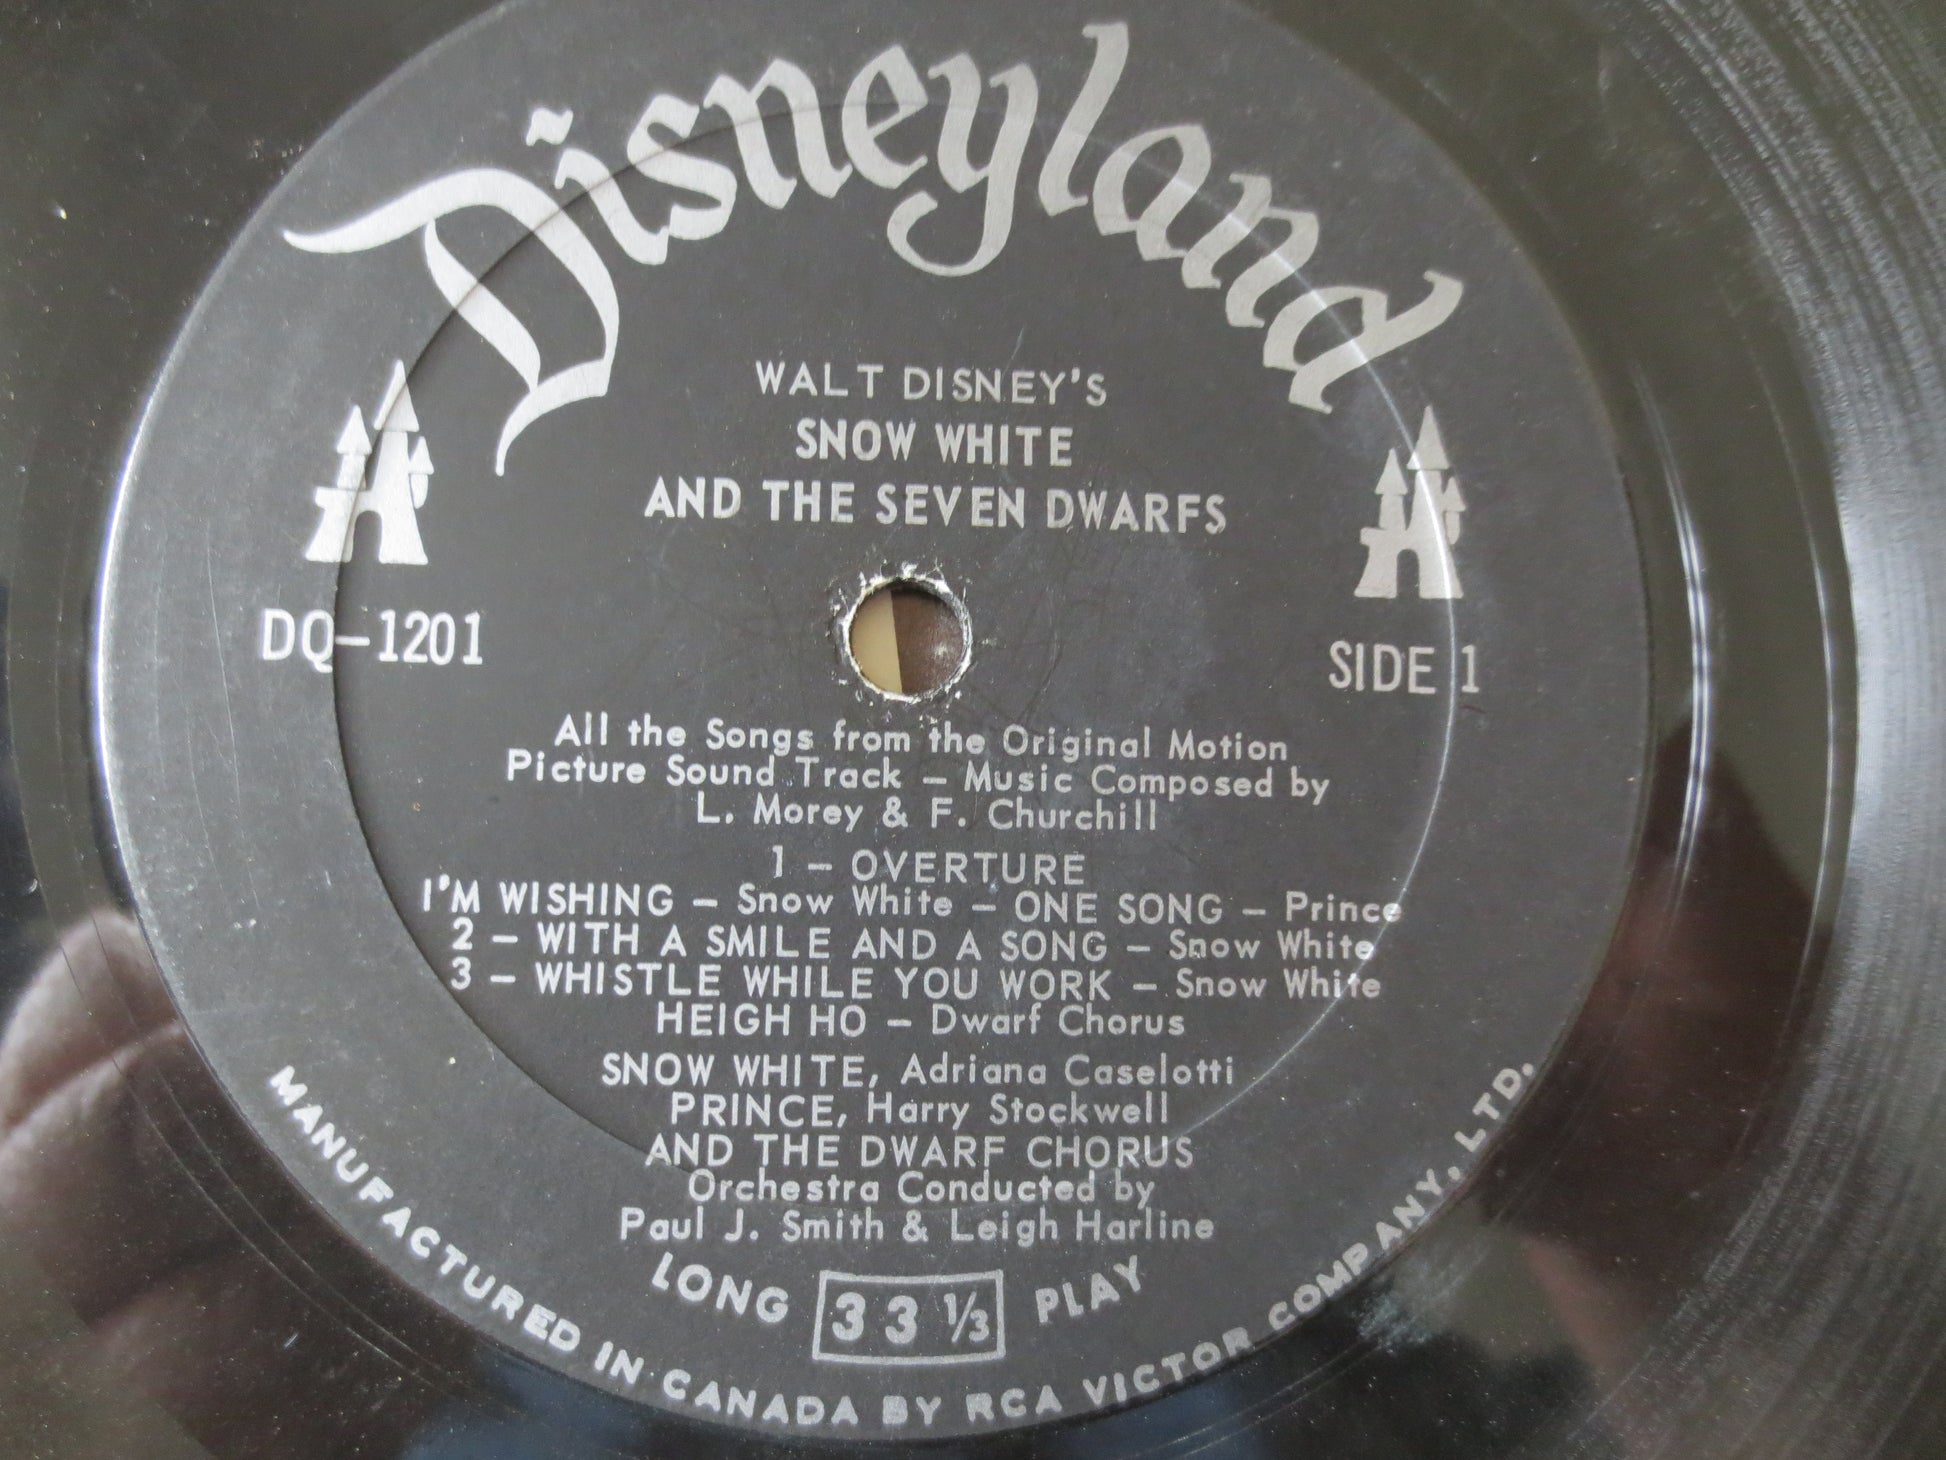 Disneyland
WALT DISNEY'S
SNOW WHITE
AND THE SEVEN DWARFS
DQ-1201
SIDE 1
All the Songs from the Original Motion
Picture Sound Track - Music Composed by
L. Morey & F. Churchill
1 - OVERTURE
I'M WISHING - Snow White - ONE SONG - Prince
2 - WITH A SMILE AND A SONG - Snow White
3 - WHISTLE WHILE YOU WORK - Snow White
HEIGH HO - Dwarf Chorus
SNOW WHITE, Adriana Caselotti
PRINCE, Harry Stockwell
AND THE DWARF CHORUS
Orchestra Conducted by
Paul J. Smith & Leigh Harline
LONG 33 1/3 PLAY
MANUFACTURED IN CANADA BY RCA VICTOR COMPANY, LTD.